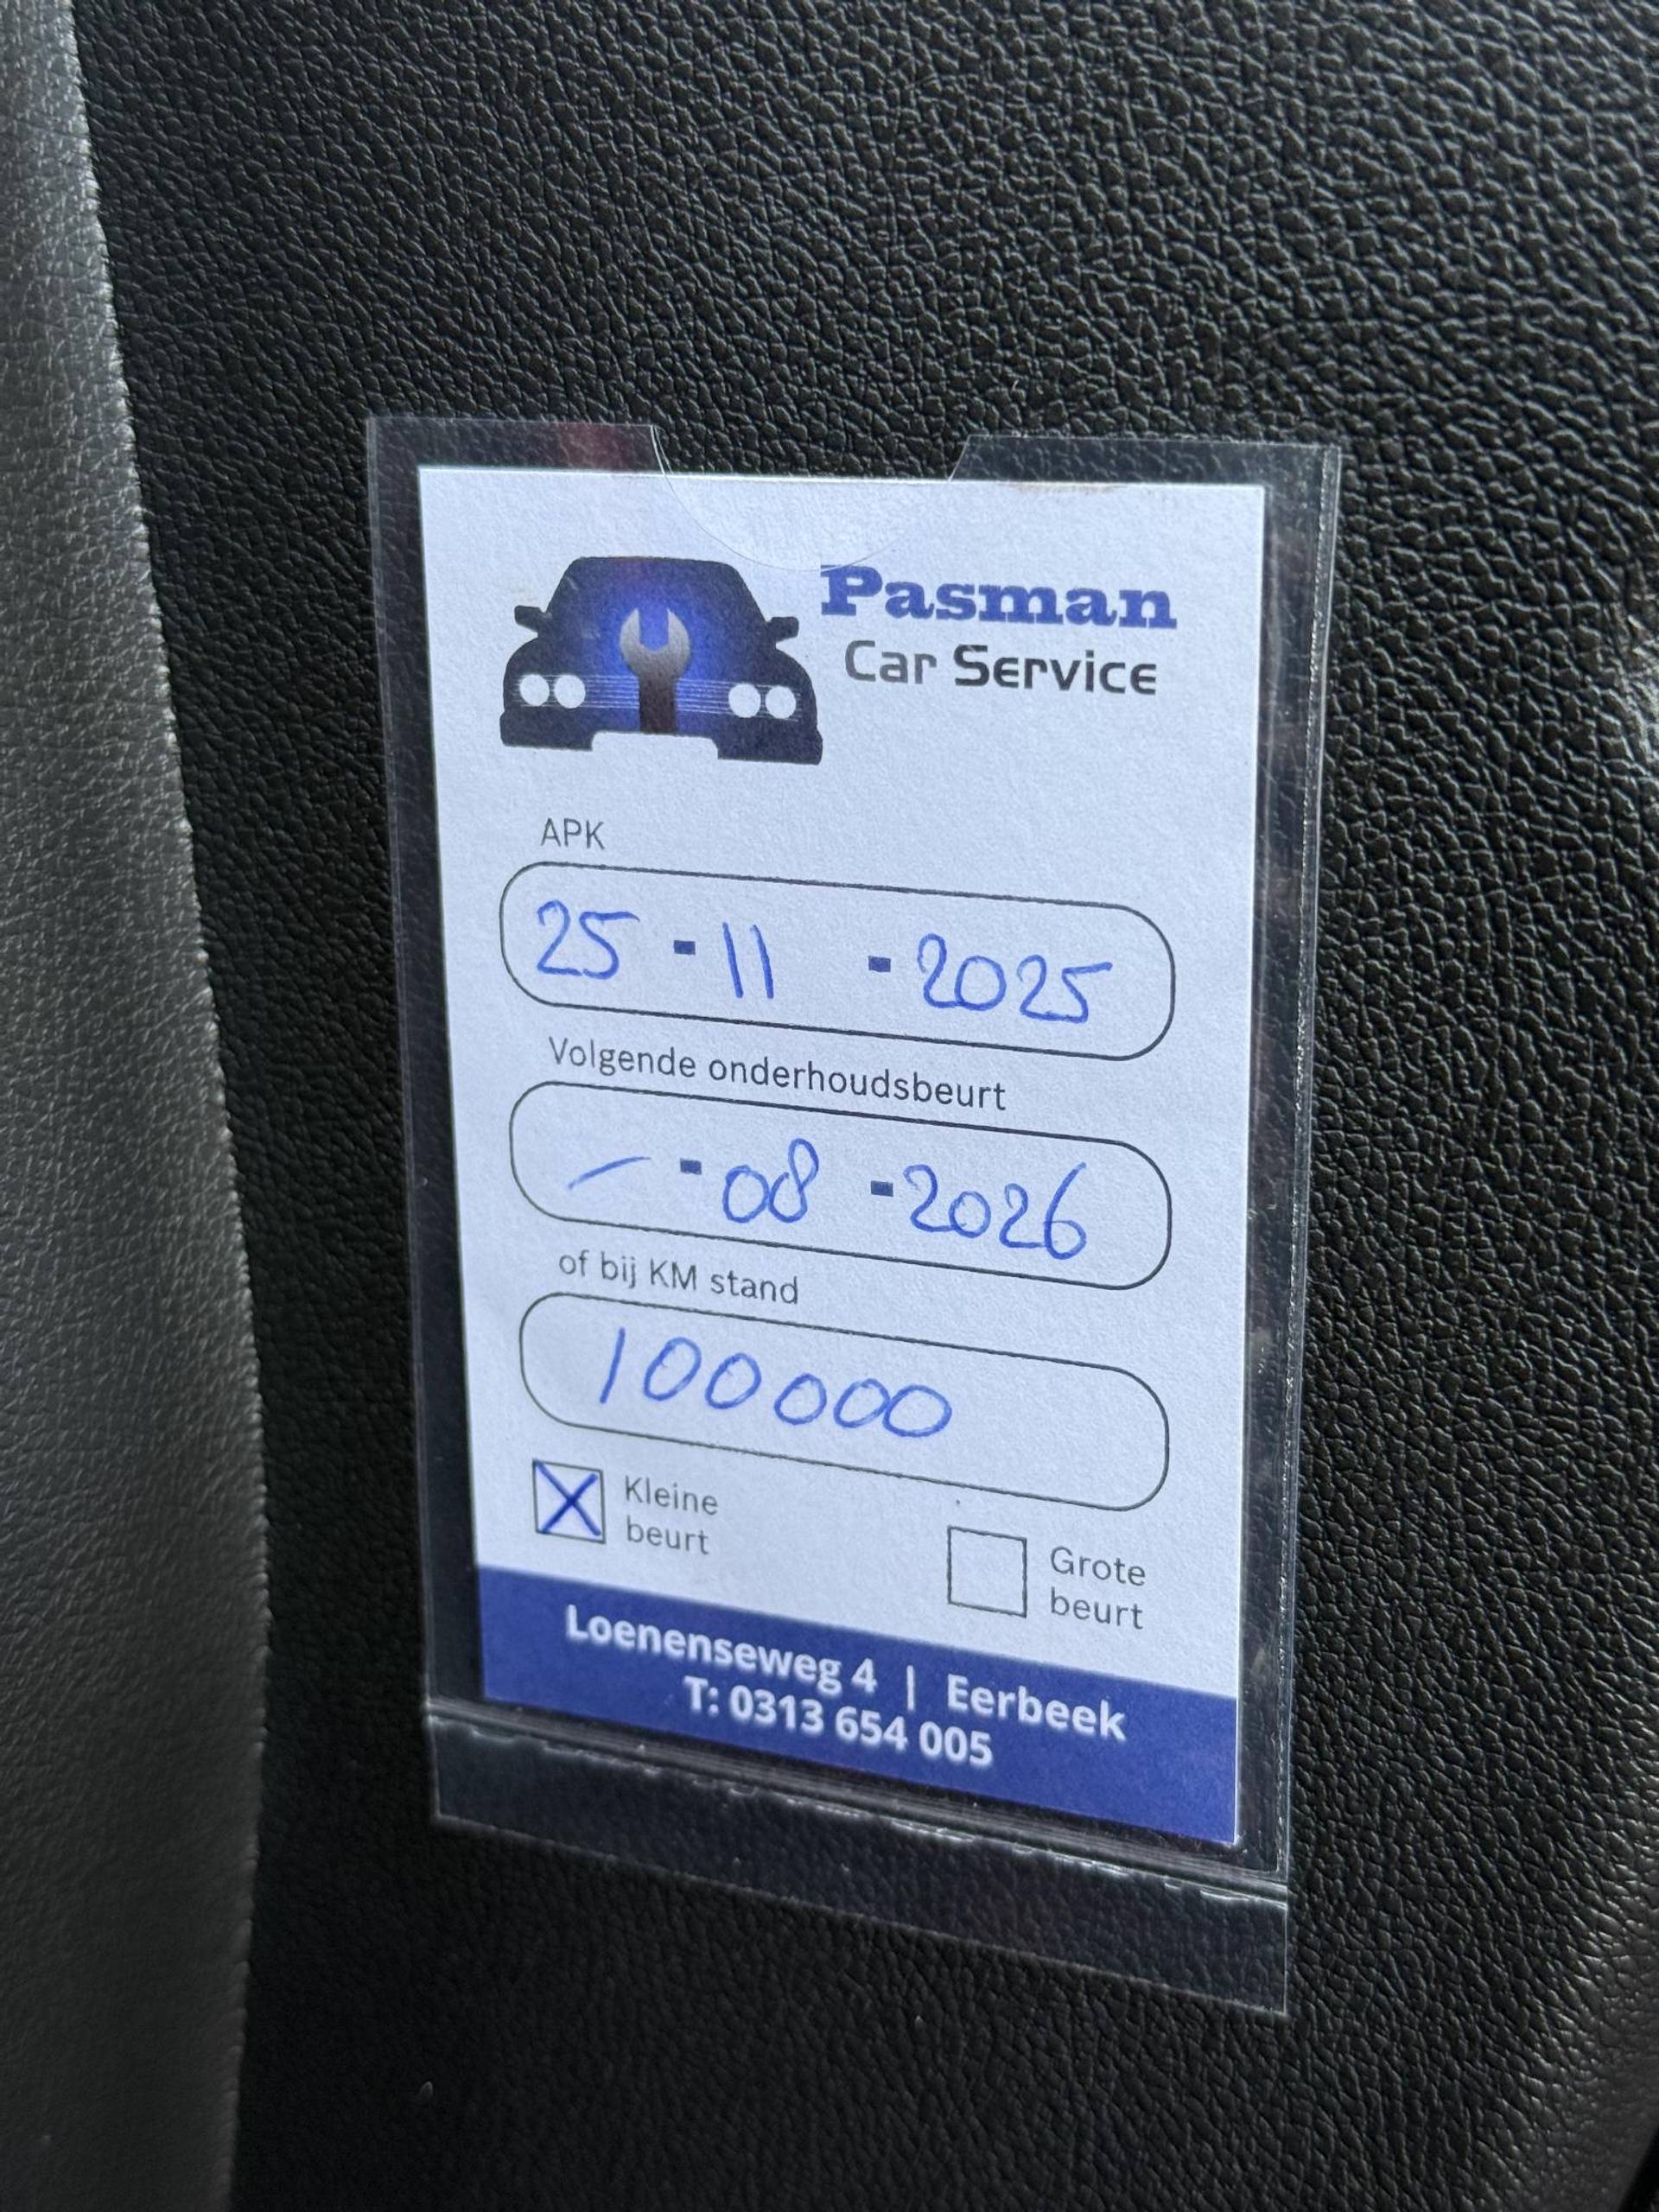 Pasman
Car Service
APK
25 - 11 - 2025
Volgende onderhoudsbeurt
– - 08 - 2026
of bij KM stand
100000
X Kleine
beurt
Grote
beurt
Loenenseweg 4 | Eerbeek
T: 0313 654 005